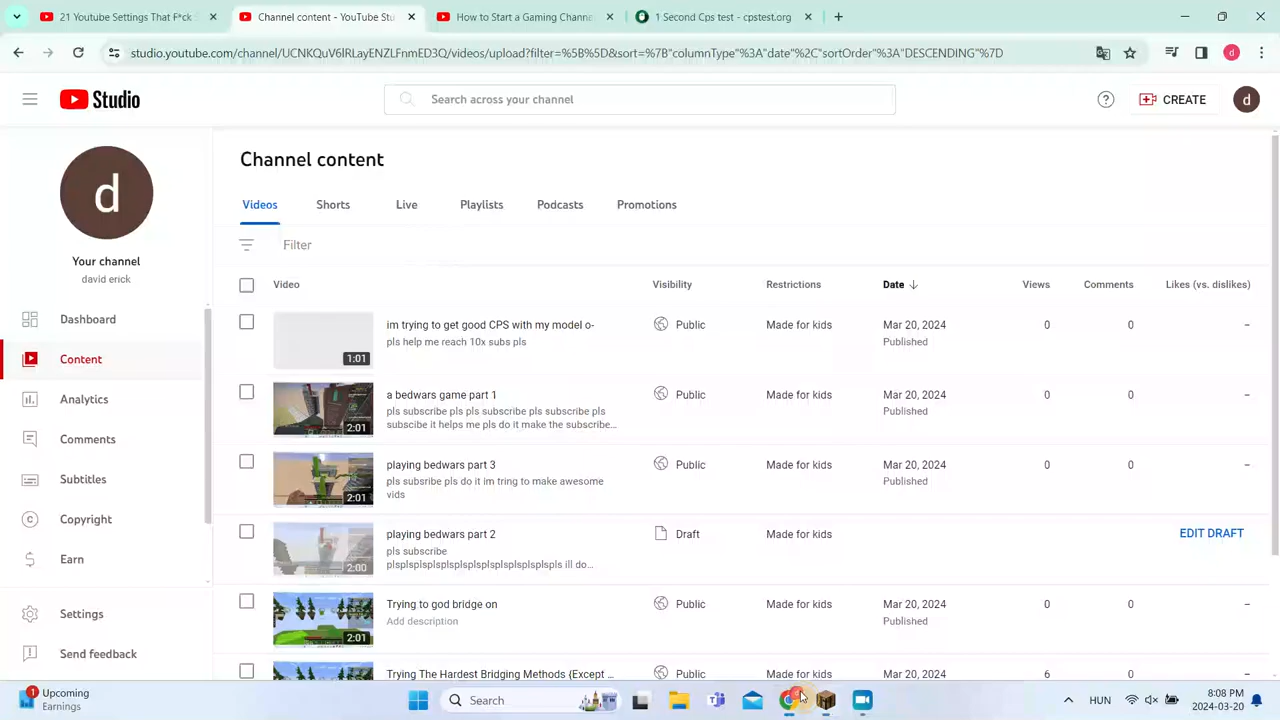 21 Youtube Settings That F*ck S
Channel content - YouTube Stu
How to Start a Gaming Channe
1 Second Cps test - cpstest.org
studio.youtube.com/channel/UCNKQuV6lRLayENZLFnmED3Q/videos/upload?filter=%5B%5D&sort=%7B"columnType"%3A"date"%2C"sortOrder"%3A"DESCENDING"%7D
d
Studio
Search across your channel
CREATE
d
d
Your channel
david erick
Dashboard
Content
Analytics
Comments
Subtitles
Copyright
Earn
Settings
Send feedback
Channel content
Videos Shorts Live Playlists Podcasts Promotions
Filter
Video Visibility Restrictions Date Views Comments Likes (vs. dislikes)
1:01
im trying to get good CPS with my model o-
pls help me reach 10x subs pls
Public Made for kids Mar 20, 2024 0 0 –
Published
2:01
a bedwars game part 1
pls subscribe pls pls subscribe pls subscribe pls
subscibe it helps me pls do it make the subscribe...
Public Made for kids Mar 20, 2024 0 0 –
Published
2:01
playing bedwars part 3
pls subsribe pls do it im tring to make awesome
vids
Public Made for kids Mar 20, 2024 0 0 –
Published
2:00
playing bedwars part 2
pls subscribe
plsplsplsplsplsplsplsplsplsplsplsplspls ill do...
Draft Made for kids EDIT DRAFT
2:01
Trying to god bridge on
Add description
Public Made for kids Mar 20, 2024 0 0 –
Published
Trying The Hardest Bridging Methods {Except ...
Public Made for kids Mar 20, 2024 6 0 –
1
Upcoming
Earnings
Search
HUN
8:08 PM
2024-03-20